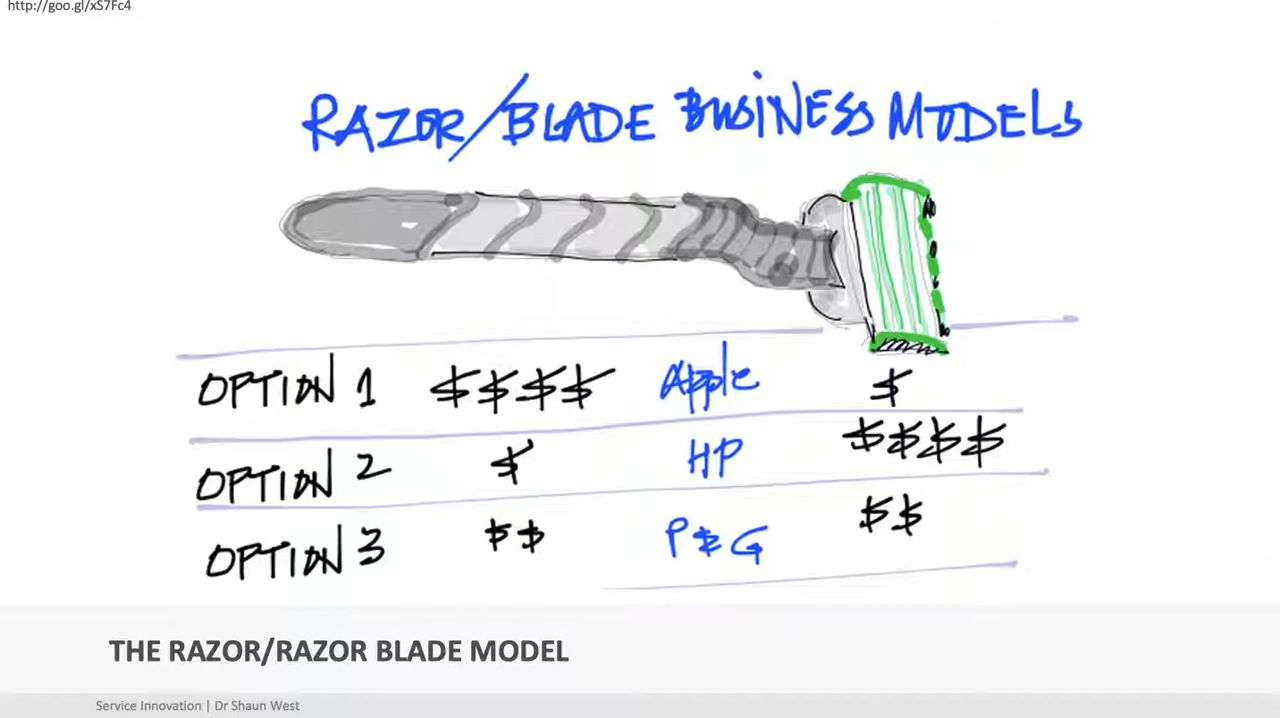 http://goo.gl/xS7Fc4
RAZOR/BLADE BUSINESS MODELS
OPTION 1 $$$$ Apple $
OPTION 2 $ HP $$$$
OPTION 3 $$ P&G $$
THE RAZOR/RAZOR BLADE MODEL
Service Innovation | Dr Shaun West